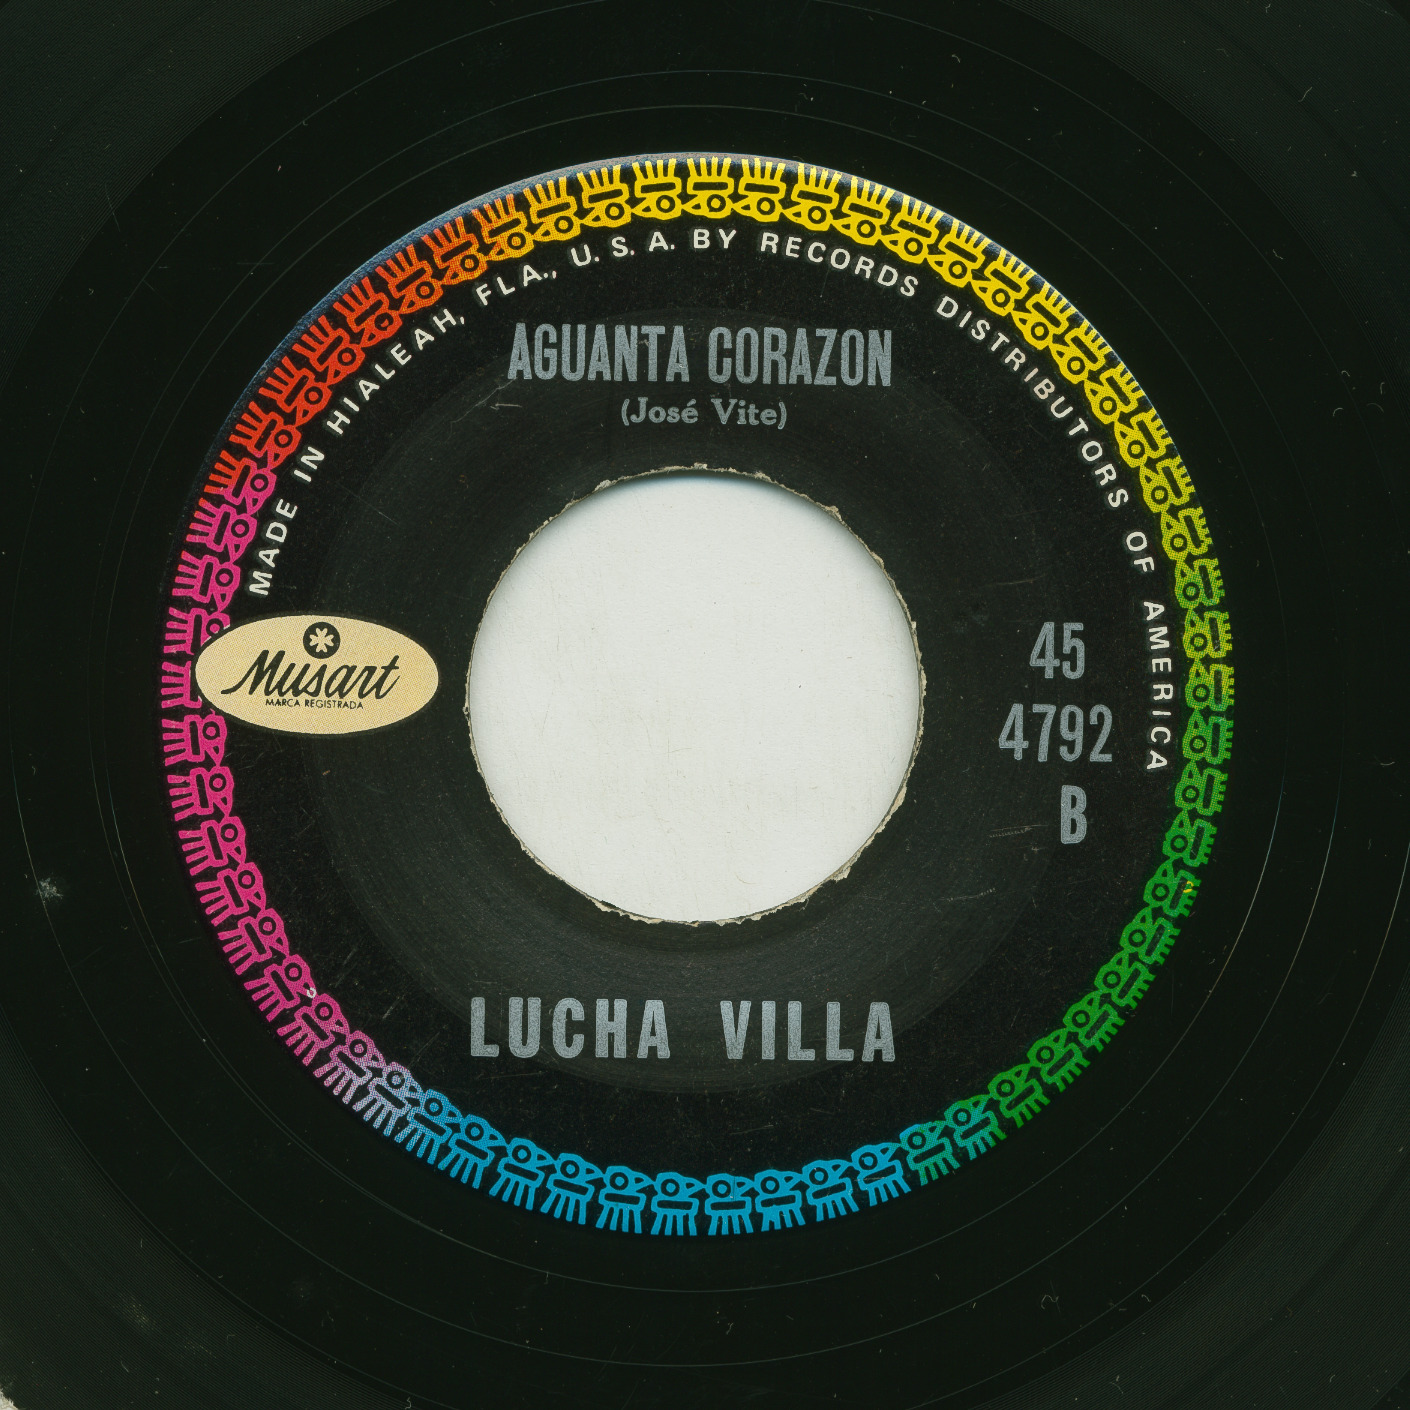 MADE IN HIALEAH, FLA., U. S. A. BY RECORDS DISTRIBUTORS OF AMERICA
AGUANTA CORAZON
(José Vite)
Musart
MARCA REGISTRADA
45
4792
B
LUCHA VILLA